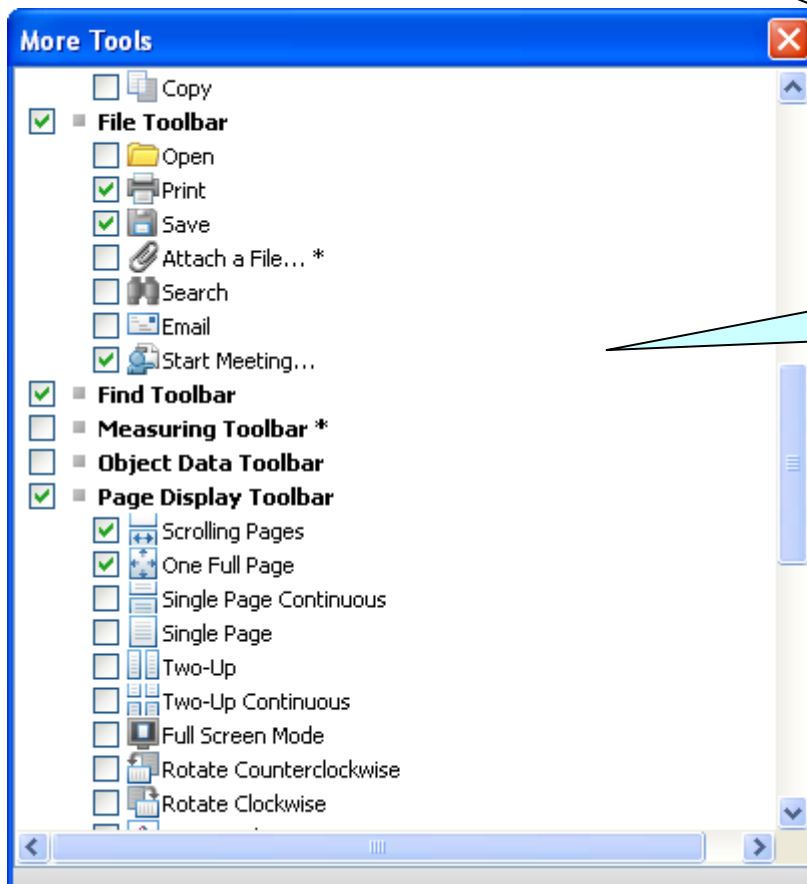 More Tools
Copy
File Toolbar
Open
Print
Save
Attach a File... *
Search
Email
Start Meeting...
Find Toolbar
Measuring Toolbar *
Object Data Toolbar
Page Display Toolbar
Scrolling Pages
One Full Page
Single Page Continuous
Single Page
Two-Up
Two-Up Continuous
Full Screen Mode
Rotate Counterclockwise
Rotate Clockwise